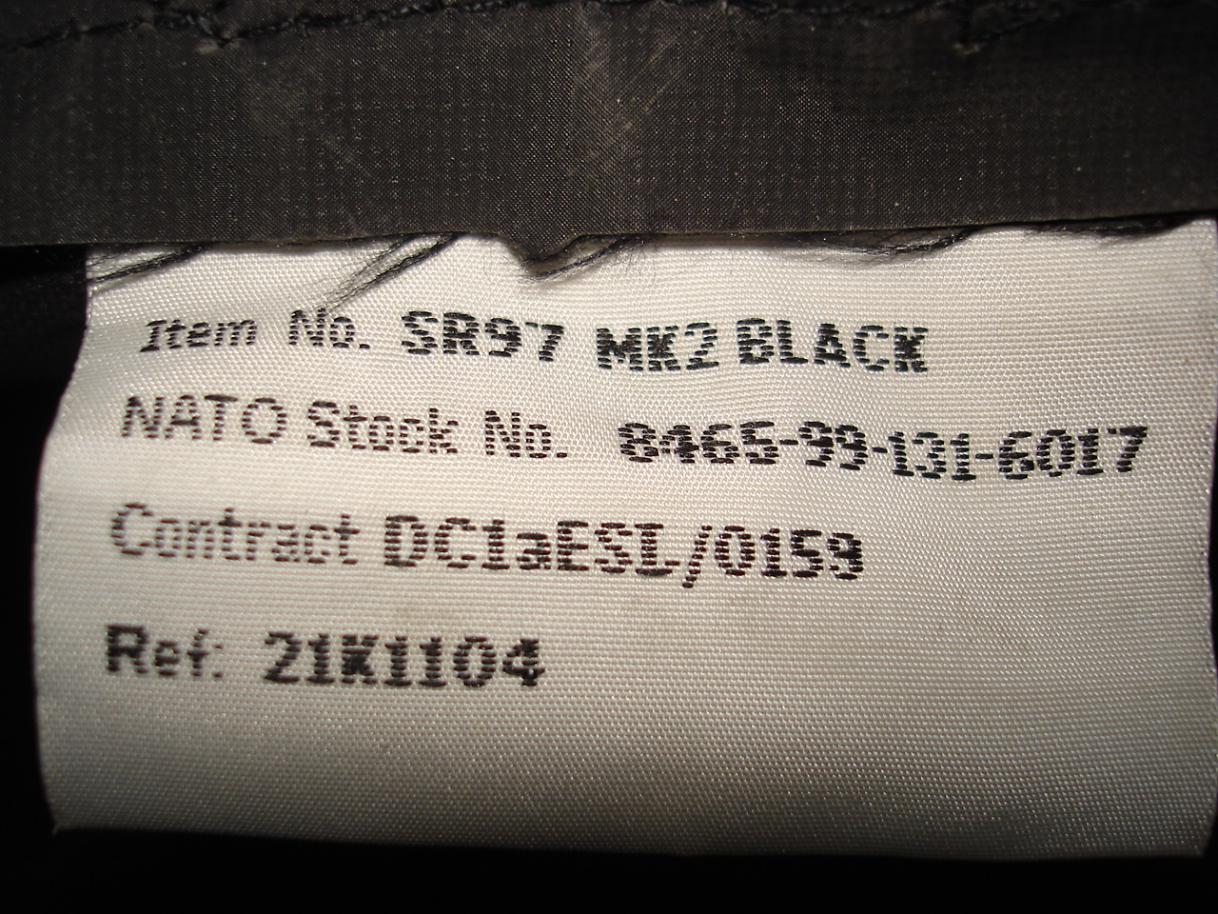 Item No. SR97 MK2 BLACK
NATO Stock No. 8465-99-131-6017
Contract DC1aESL/0159
Ref: 21K1104